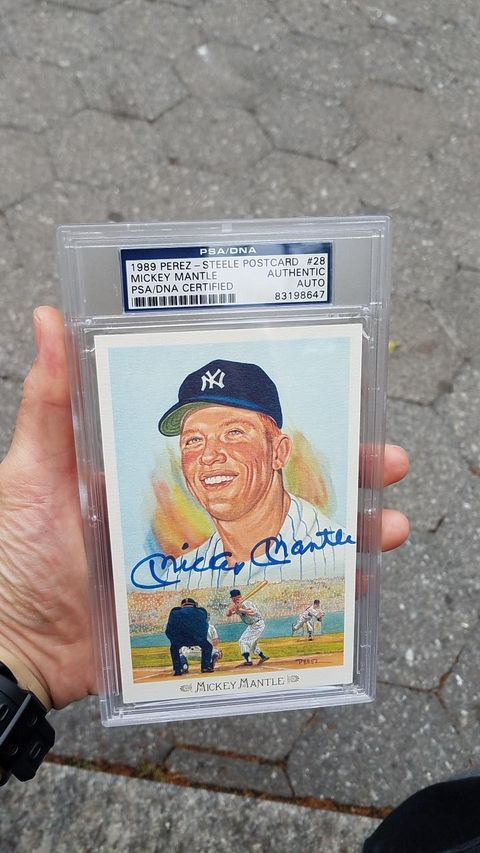 PSA/DNA
1989 PEREZ-STEELE POSTCARD #28
MICKEY MANTLE AUTHENTIC
PSA/DNA CERTIFIED AUTO
83198647
NY
Mickey Mantle
PEREZ
MICKEY MANTLE